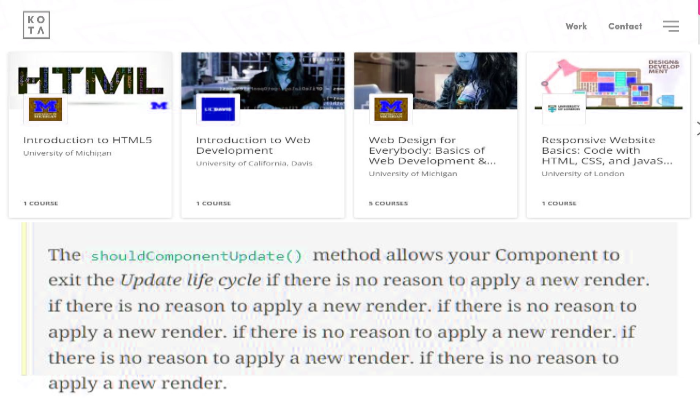 KO
TΛ
Work
Contact
HTML
DESIGN&
DEVELOP
MENT
Introduction to HTML5
University of Michigan
1 COURSE
Introduction to Web
Development
University of California, Davis
1 COURSE
Web Design for
Everybody: Basics of
Web Development &...
University of Michigan
5 COURSES
Responsive Website
Basics: Code with
HTML, CSS, and JavaS...
University of London
1 COURSE
The shouldComponentUpdate() method allows your Component to
exit the Update life cycle if there is no reason to apply a new render.
if there is no reason to apply a new render. if there is no reason to
apply a new render. if there is no reason to apply a new render. if
there is no reason to apply a new render. if there is no reason to
apply a new render.